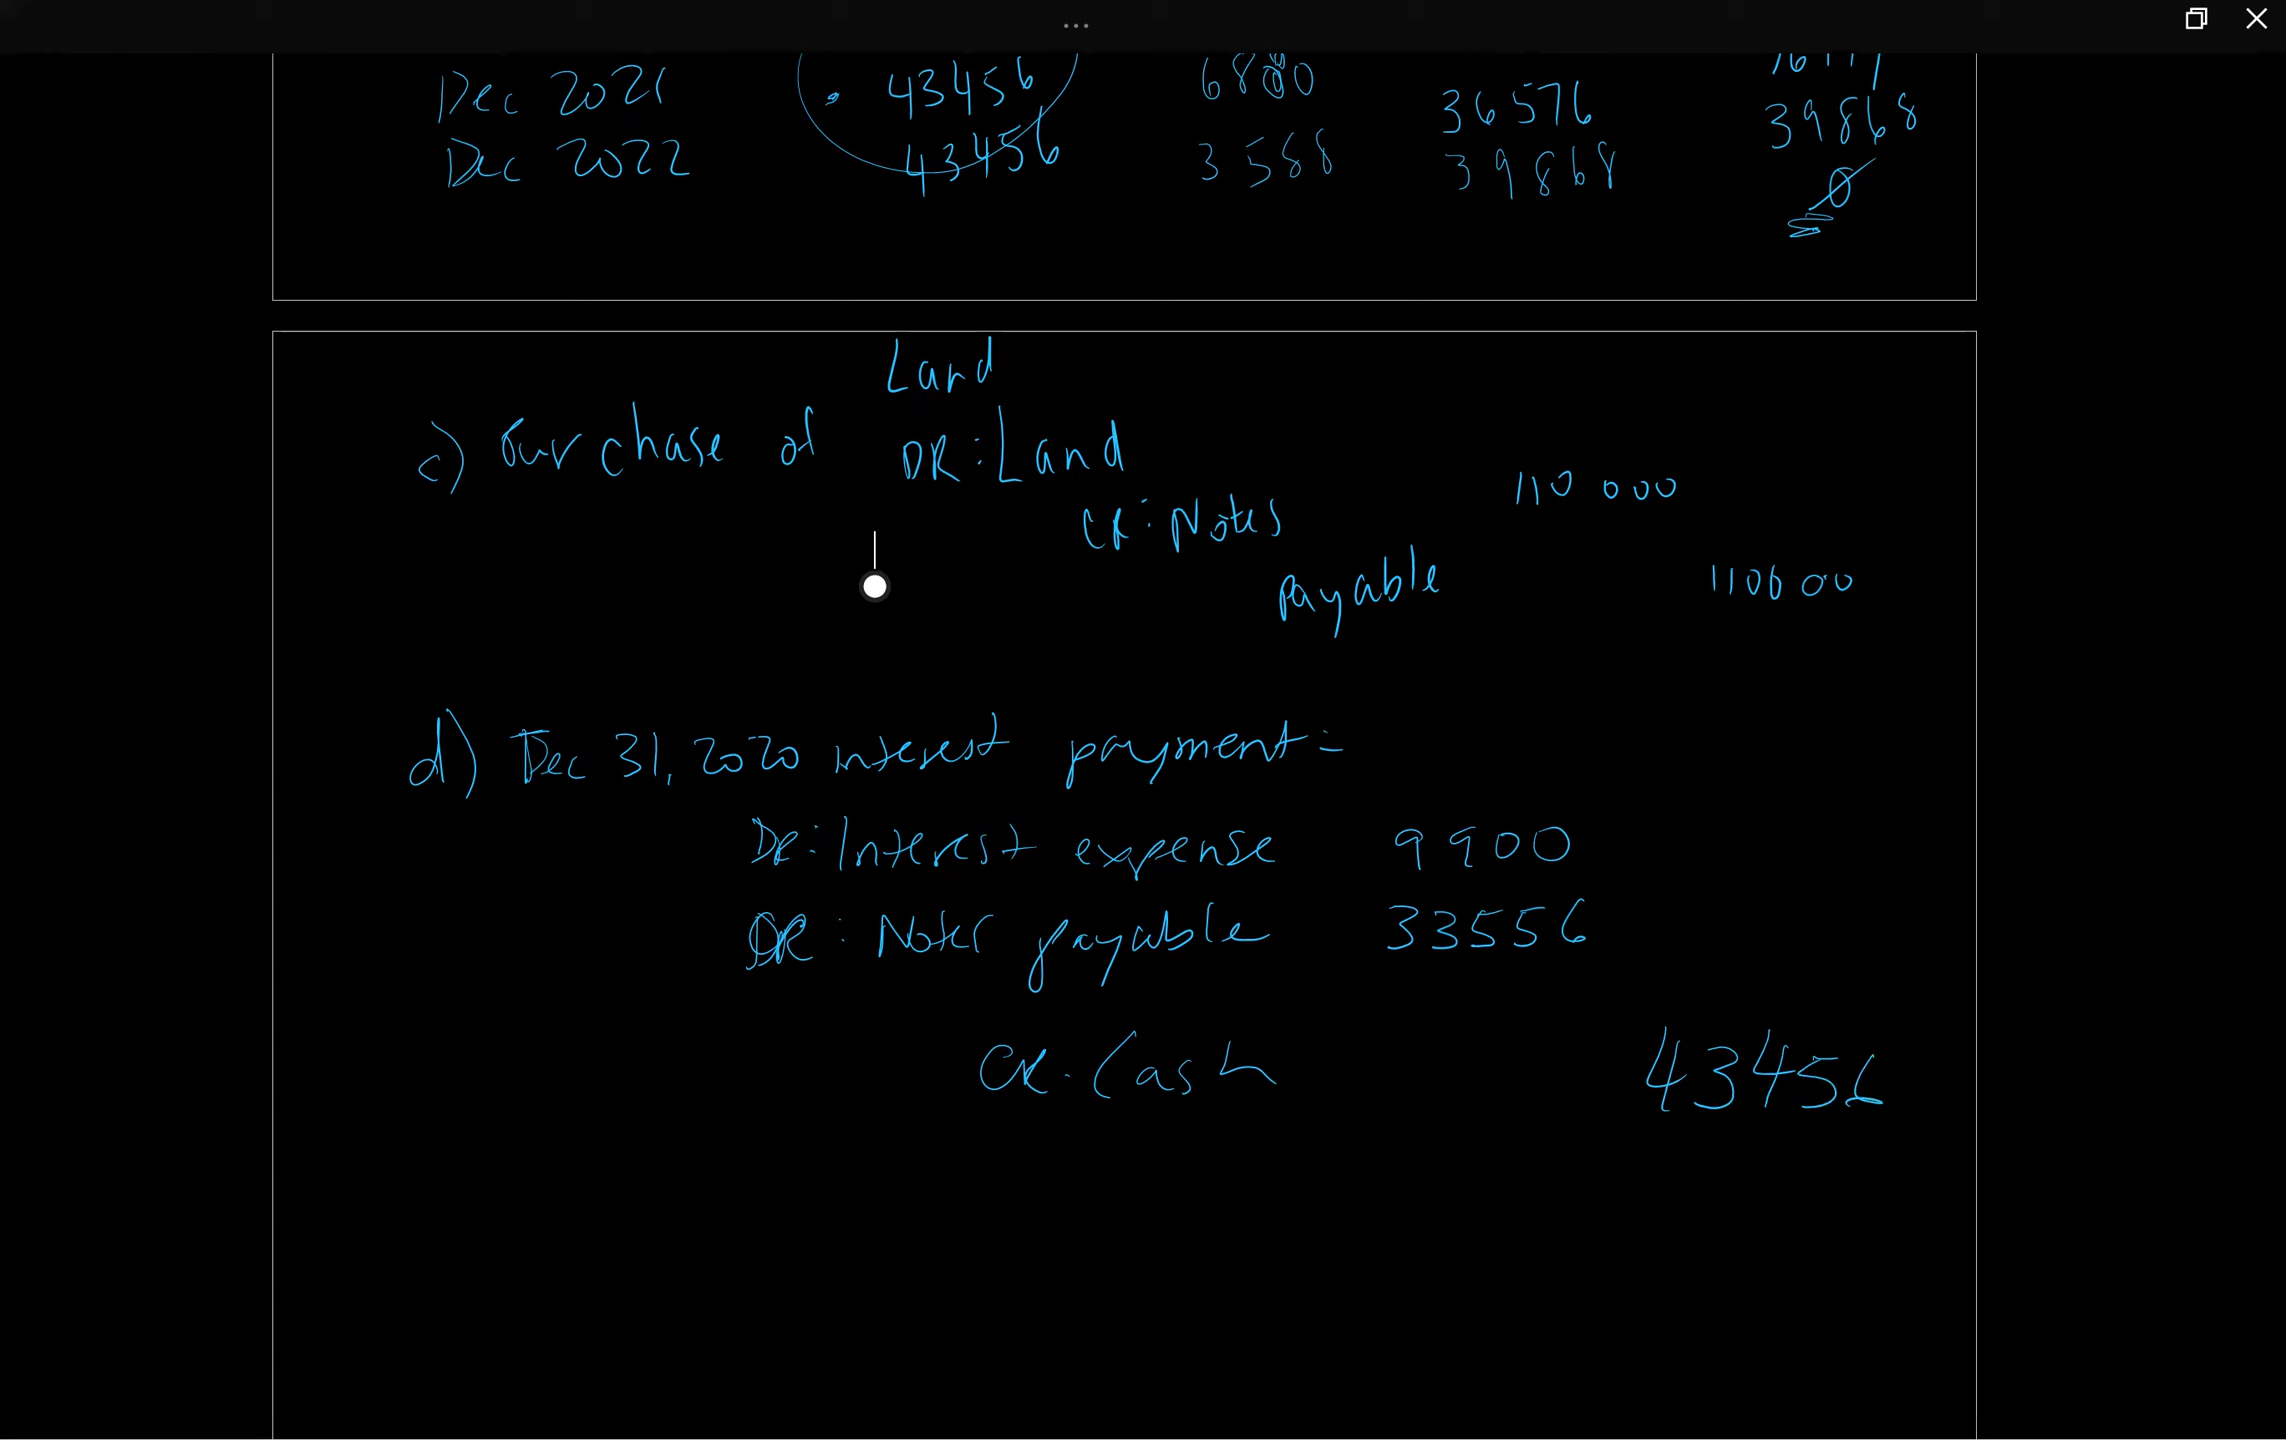 Dec 2021 43456 6880 36576
39868
Dec 2022 43456 3588 39868 0
Land
c) Purchase of DR: Land 110 000
CR: Notes
payable 110000
d) Dec 31, 2020 interest payment =
DR: Interest expense 9900
DR: Notes payable 33556
CR. Cash 43456